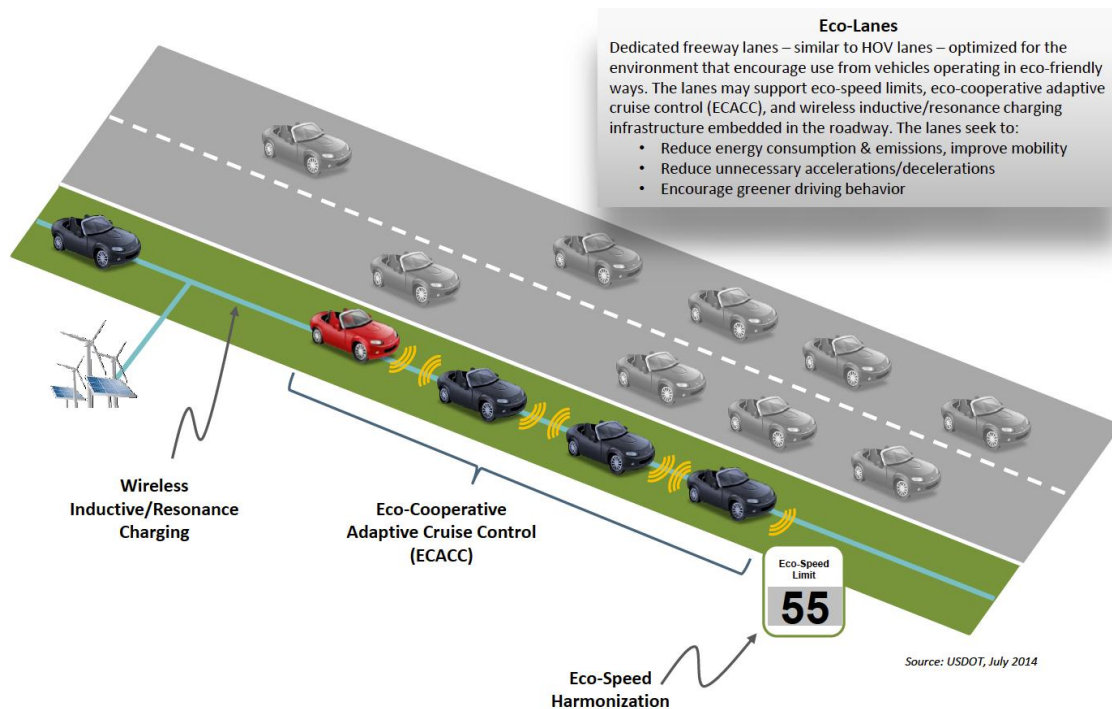 Eco-Lanes
Dedicated freeway lanes – similar to HOV lanes – optimized for the
environment that encourage use from vehicles operating in eco-friendly
ways. The lanes may support eco-speed limits, eco-cooperative adaptive
cruise control (ECACC), and wireless inductive/resonance charging
infrastructure embedded in the roadway. The lanes seek to:
• Reduce energy consumption & emissions, improve mobility
• Reduce unnecessary accelerations/decelerations
• Encourage greener driving behavior
Wireless
Inductive/Resonance
Charging
Eco-Cooperative
Adaptive Cruise Control
(ECACC)
Eco-Speed
Limit
55
Eco-Speed
Harmonization
Source: USDOT, July 2014